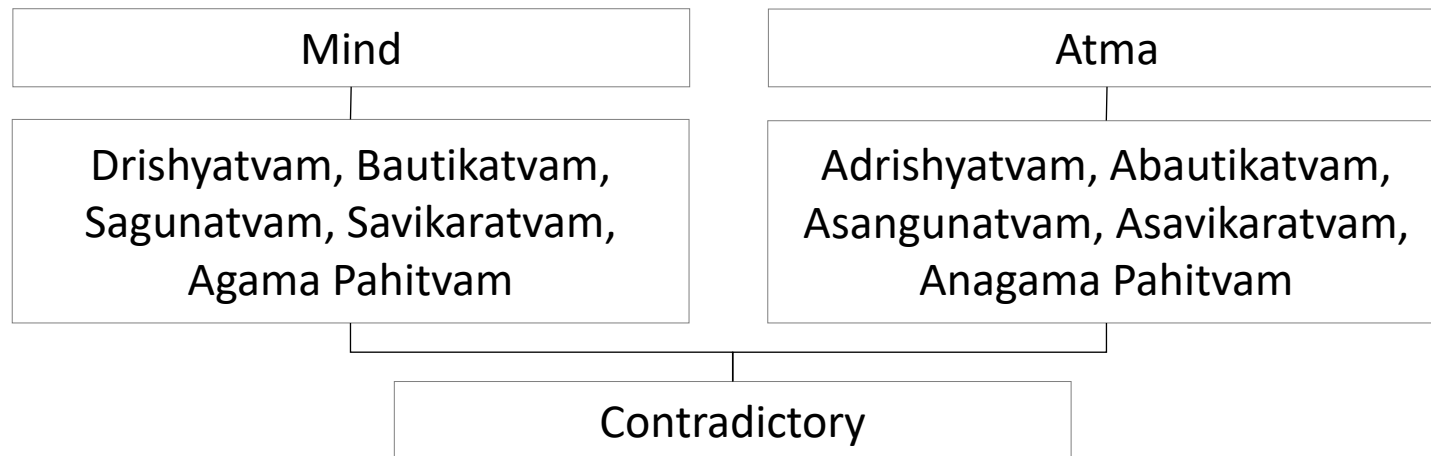 Mind
Atma
Drishyatvam, Bautikatvam,
Sagunatvam, Savikaratvam,
Agama Pahitvam
Adrishyatvam, Abautikatvam,
Asangunatvam, Asavikaratvam,
Anagama Pahitvam
Contradictory